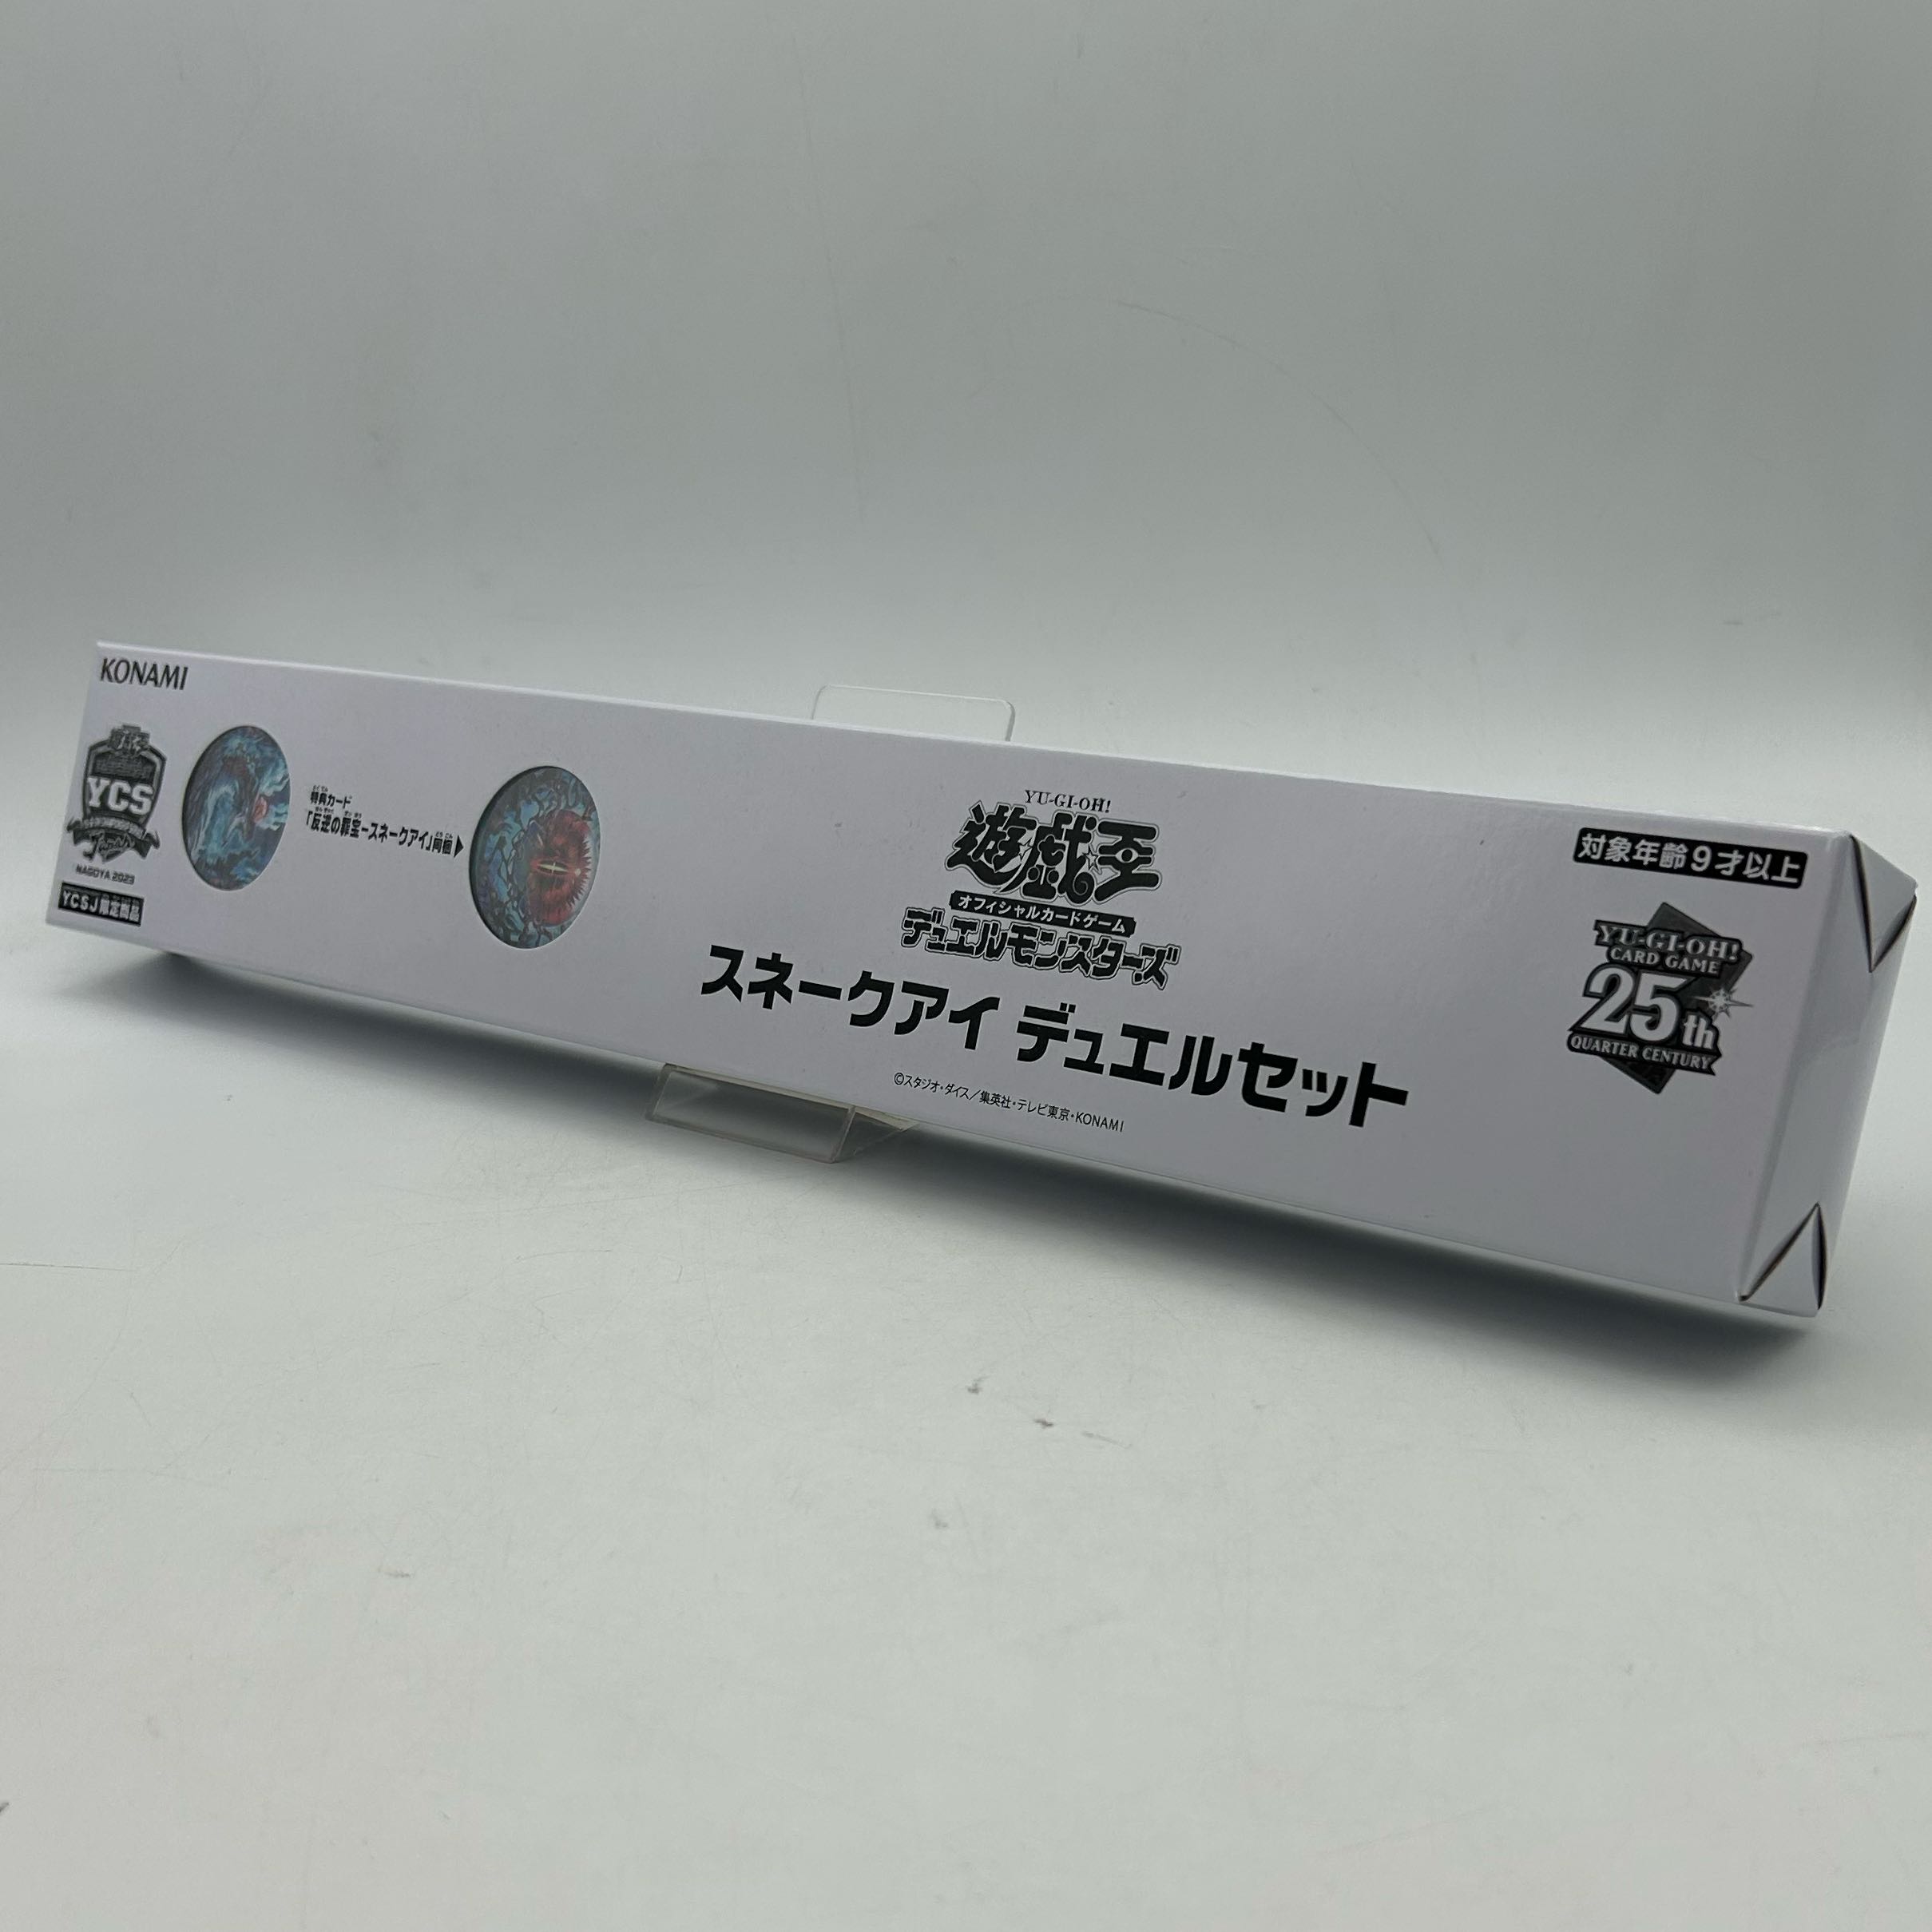 KONAMI
YCS
NAGOYA 2023
YCSJ限定商品
とくてん
特典カード
「反逆の罪宝-スネークアイ」同梱▶
YU-GI-OH!
遊戯王
オフィシャルカードゲーム
デュエルモンスターズ
スネークアイ デュエルセット
©スタジオ・ダイス／集英社・テレビ東京・KONAMI
対象年齢9才以上
YU-GI-OH!
CARD GAME
25th
QUARTER CENTURY